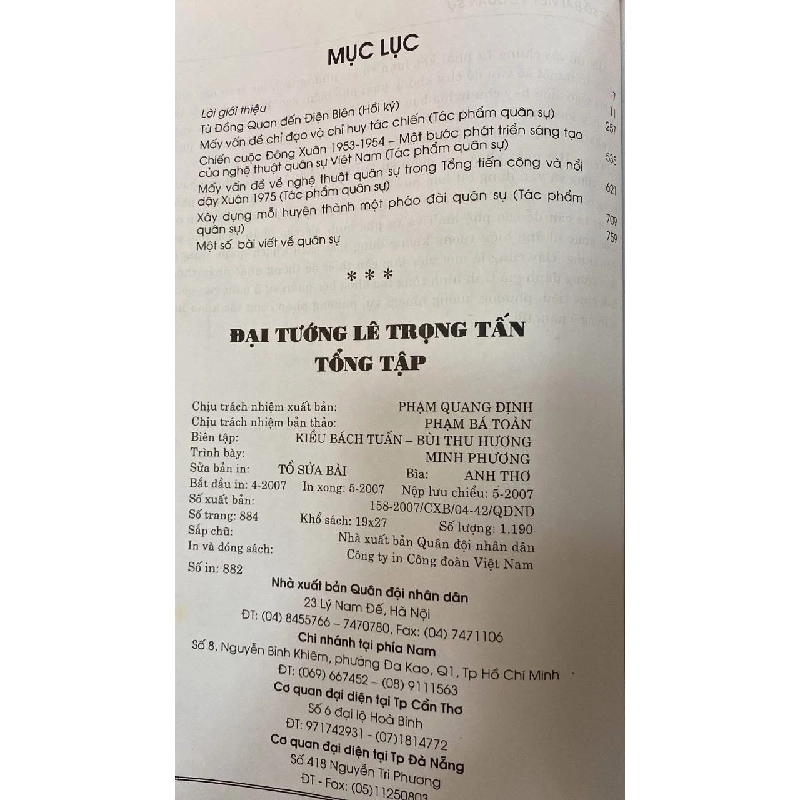 MỤC LỤC
Lời giới thiệu 7
Từ Đồng Quan đến Điện Biên (Hồi ký) 11
Mấy vấn đề chỉ đạo và chỉ huy tác chiến (Tác phẩm quân sự) 267
Chiến cuộc Đông Xuân 1953-1954 – Một bước phát triển sáng tạo
của nghệ thuật quân sự Việt Nam (Tác phẩm quân sự)
Mấy vấn đề về nghệ thuật quân sự trong Tổng tiến công và nổi
dậy Xuân 1975 (Tác phẩm quân sự) 621
Xây dựng mỗi huyện thành một pháo đài quân sự (Tác phẩm
quân sự) 709
Một số bài viết về quân sự 759
* * *
ĐẠI TƯỚNG LÊ TRỌNG TẤN
TỔNG TẬP
Chịu trách nhiệm xuất bản: PHẠM QUANG ĐỊNH
Chịu trách nhiệm bản thảo: PHẠM BÁ TOÀN
Biên tập: KIỀU BÁCH TUẤN – BÙI THU HƯƠNG
Trình bày: MINH PHƯƠNG
Sửa bản in: TỔ SỬA BÀI Bìa: ANH THƠ
Bắt đầu in: 4-2007 In xong: 5-2007 Nộp lưu chiểu: 5-2007
Số xuất bản: 158-2007/CXB/04-42/QĐND
Số trang: 884 Khổ sách: 19x27 Số lượng: 1.190
Sắp chữ: Nhà xuất bản Quân đội nhân dân
In và đóng sách: Công ty in Công đoàn Việt Nam
Số in: 882
Nhà xuất bản Quân đội nhân dân
23 Lý Nam Đế, Hà Nội
ĐT: (04) 8455766 – 7470780, Fax: (04) 7471106
Chi nhánh tại phía Nam
Số 8, Nguyễn Bỉnh Khiêm, phường Đa Kao, Q1, Tp Hồ Chí Minh
ĐT: (069) 667452 – (08) 9111563
Cơ quan đại diện tại Tp Cần Thơ
Số 6 đại lộ Hoà Bình
ĐT: 971742931 - (07)1814772
Cơ quan đại diện tại Tp Đà Nẵng
Số 418 Nguyễn Tri Phương
ĐT - Fax: (05)11250803